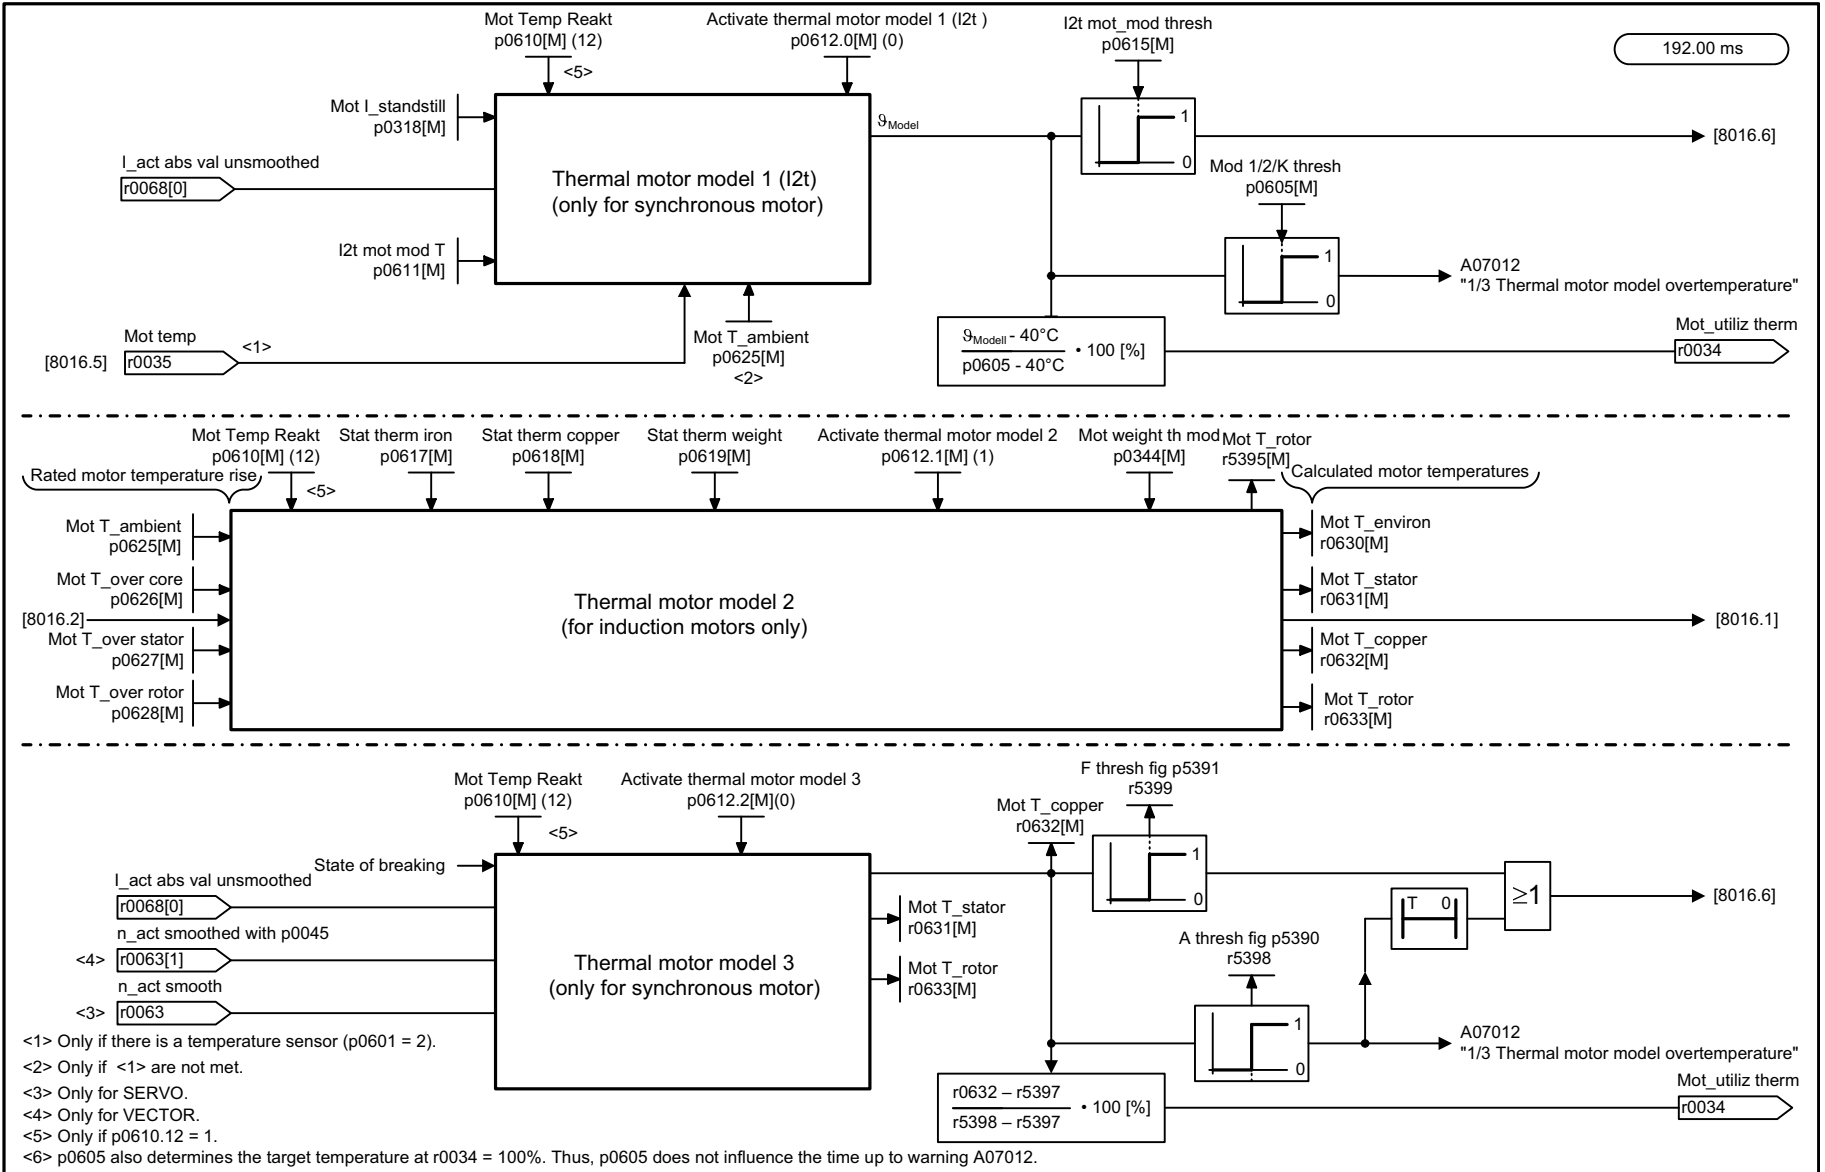 Mot Temp Reakt
p0610[M] (12)
<5>
Activate thermal motor model 1 (I2t )
p0612.0[M] (0)
I2t mot_mod thresh
p0615[M]
192.00 ms
Mot I_standstill
p0318[M]
I_act abs val unsmoothed
r0068[0]
I2t mot mod T
p0611[M]
Thermal motor model 1 (I2t)
(only for synchronous motor)
ϑModel
1
0
[8016.6]
Mod 1/2/K thresh
p0605[M]
1
0
A07012
"1/3 Thermal motor model overtemperature"
[8016.5]
Mot temp
r0035
<1>
Mot T_ambient
p0625[M]
<2>
ϑModell - 40°C
p0605 - 40°C
• 100 [%]
Mot_utiliz therm
r0034
Mot Temp Reakt
p0610[M] (12)
<5>
Stat therm iron
p0617[M]
Stat therm copper
p0618[M]
Stat therm weight
p0619[M]
Activate thermal motor model 2
p0612.1[M] (1)
Mot weight th mod
p0344[M]
Mot T_rotor
r5395[M]
Rated motor temperature rise
Calculated motor temperatures
Mot T_ambient
p0625[M]
Mot T_over core
p0626[M]
[8016.2]
Mot T_over stator
p0627[M]
Mot T_over rotor
p0628[M]
Thermal motor model 2
(for induction motors only)
Mot T_environ
r0630[M]
Mot T_stator
r0631[M]
[8016.1]
Mot T_copper
r0632[M]
Mot T_rotor
r0633[M]
Mot Temp Reakt
p0610[M] (12)
<5>
Activate thermal motor model 3
p0612.2[M](0)
Mot T_copper
r0632[M]
F thresh fig p5391
r5399
State of breaking
I_act abs val unsmoothed
r0068[0]
n_act smoothed with p0045
<4>
r0063[1]
n_act smooth
<3>
r0063
Thermal motor model 3
(only for synchronous motor)
Mot T_stator
r0631[M]
Mot T_rotor
r0633[M]
1
0
T 0
≥1
[8016.6]
A thresh fig p5390
r5398
1
0
A07012
"1/3 Thermal motor model overtemperature"
r0632 – r5397
r5398 – r5397
• 100 [%]
Mot_utiliz therm
r0034
<1> Only if there is a temperature sensor (p0601 = 2).
<2> Only if <1> are not met.
<3> Only for SERVO.
<4> Only for VECTOR.
<5> Only if p0610.12 = 1.
<6> p0605 also determines the target temperature at r0034 = 100%. Thus, p0605 does not influence the time up to warning A07012.